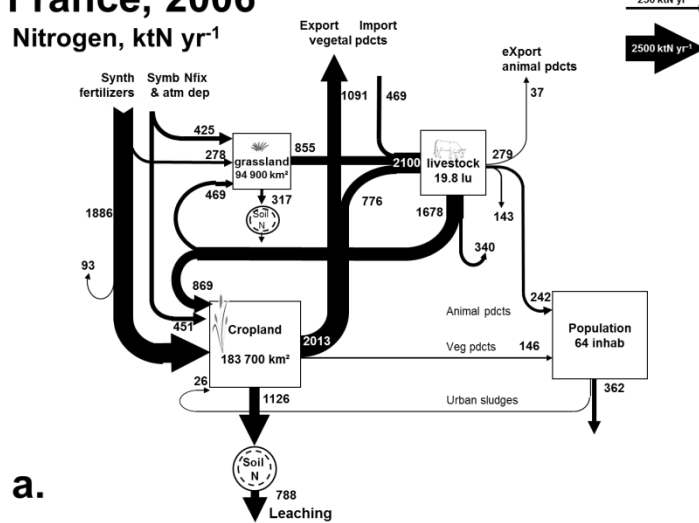 France, 2006
Nitrogen, ktN yr-1
2500 ktN yr-1
Export Import
vegetal pdcts
eXport
animal pdcts
Synth
fertilizers
Symb Nfix
& atm dep
1091
469
37
425
278
469
grassland
94 900 km²
855
2100
livestock
19.8 lu
279
317
Soil
N
776
1678
143
1886
340
93
869
451
242
Animal pdcts
Cropland
183 700 km²
2013
Veg pdcts
146
Population
64 inhab
26
1126
Urban sludges
362
Soil
N
788
Leaching
a.